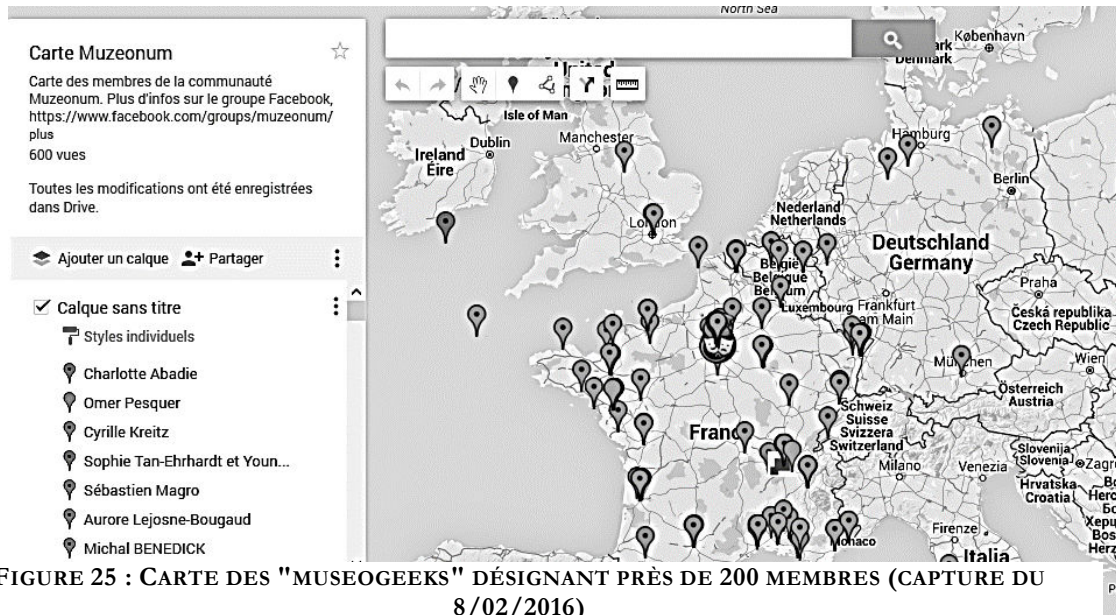 Carte Muzeonum
Carte des membres de la communauté
Muzeonum. Plus d'infos sur le groupe Facebook,
https://www.facebook.com/groups/muzeonum/
plus
600 vues
Toutes les modifications ont été enregistrées
dans Drive.
Ajouter un calque
Partager
Calque sans titre
Styles individuels
Charlotte Abadie
Omer Pesquer
Cyrille Kreitz
Sophie Tan-Ehrhardt et Youn...
Sébastien Magro
Aurore Lejosne-Bougaud
Michal BENEDICK
North Sea
København
Denmark
Isle of Man
Dublin
Ireland
Éire
Manchester
London
Hamburg
Berlin
Nederland
Netherlands
Deutschland
Germany
België
Belgique
Belgium
Luxembourg
Frankfurt
am Main
Praha
Česká republika
Czech Republic
München
Wien
Österreich
Austria
Schweiz
Suisse
Svizzera
Switzerland
France
Milano
Venezia
Slovenija
Slovenia
Zagr
Hrvatska
Croatia
Monaco
Firenze
Italia
FIGURE 25 : CARTE DES "MUSEOGEEKS" DÉSIGNANT PRÈS DE 200 MEMBRES (CAPTURE DU
8/02/2016)